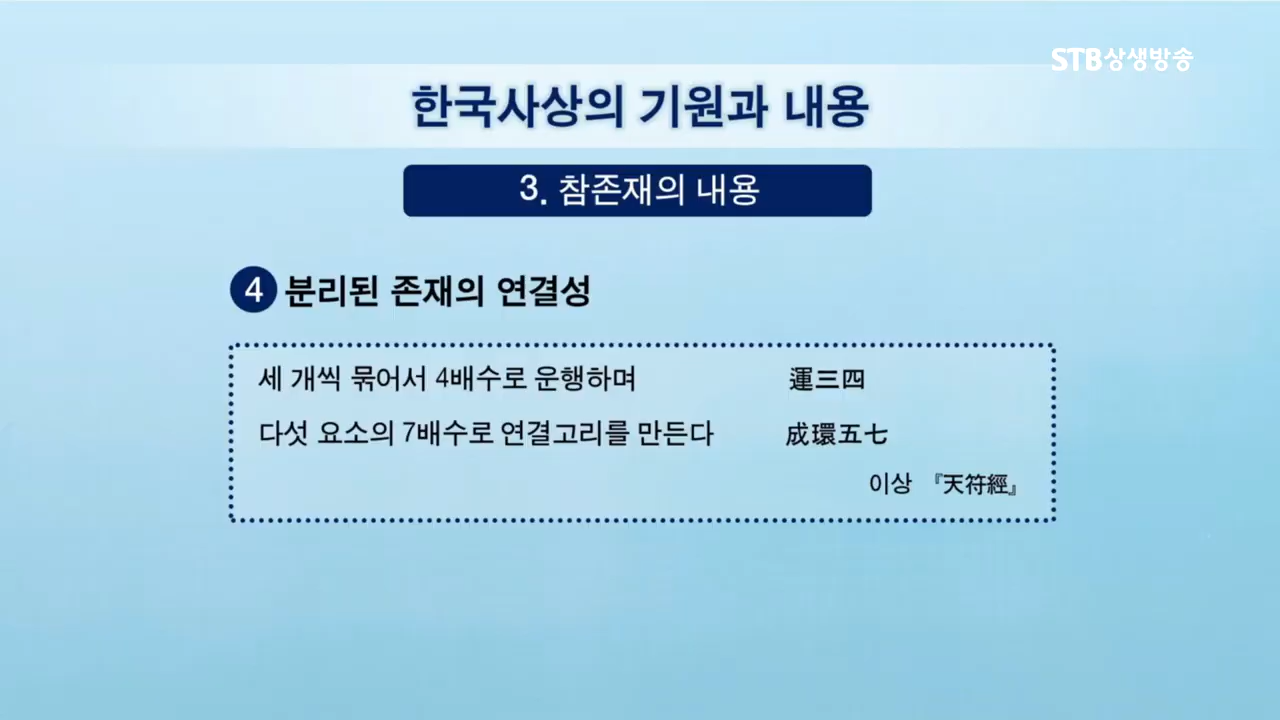 STB상생방송
한국사상의 기원과 내용
3. 참존재의 내용
4 분리된 존재의 연결성
세 개씩 묶어서 4배수로 운행하며 運三四
다섯 요소의 7배수로 연결고리를 만든다 成環五七
이상 『天符經』